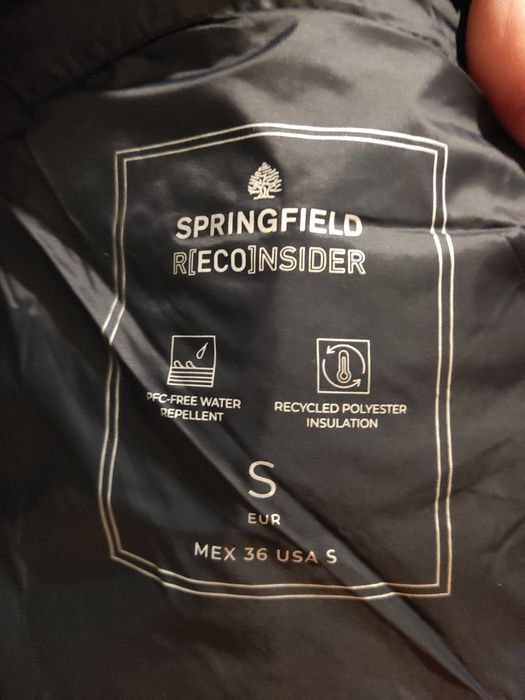 SPRINGFIELD
R[ECO]NSIDER
PFC-FREE WATER
REPELLENT
RECYCLED POLYESTER
INSULATION
S
EUR
MEX 36 USA S